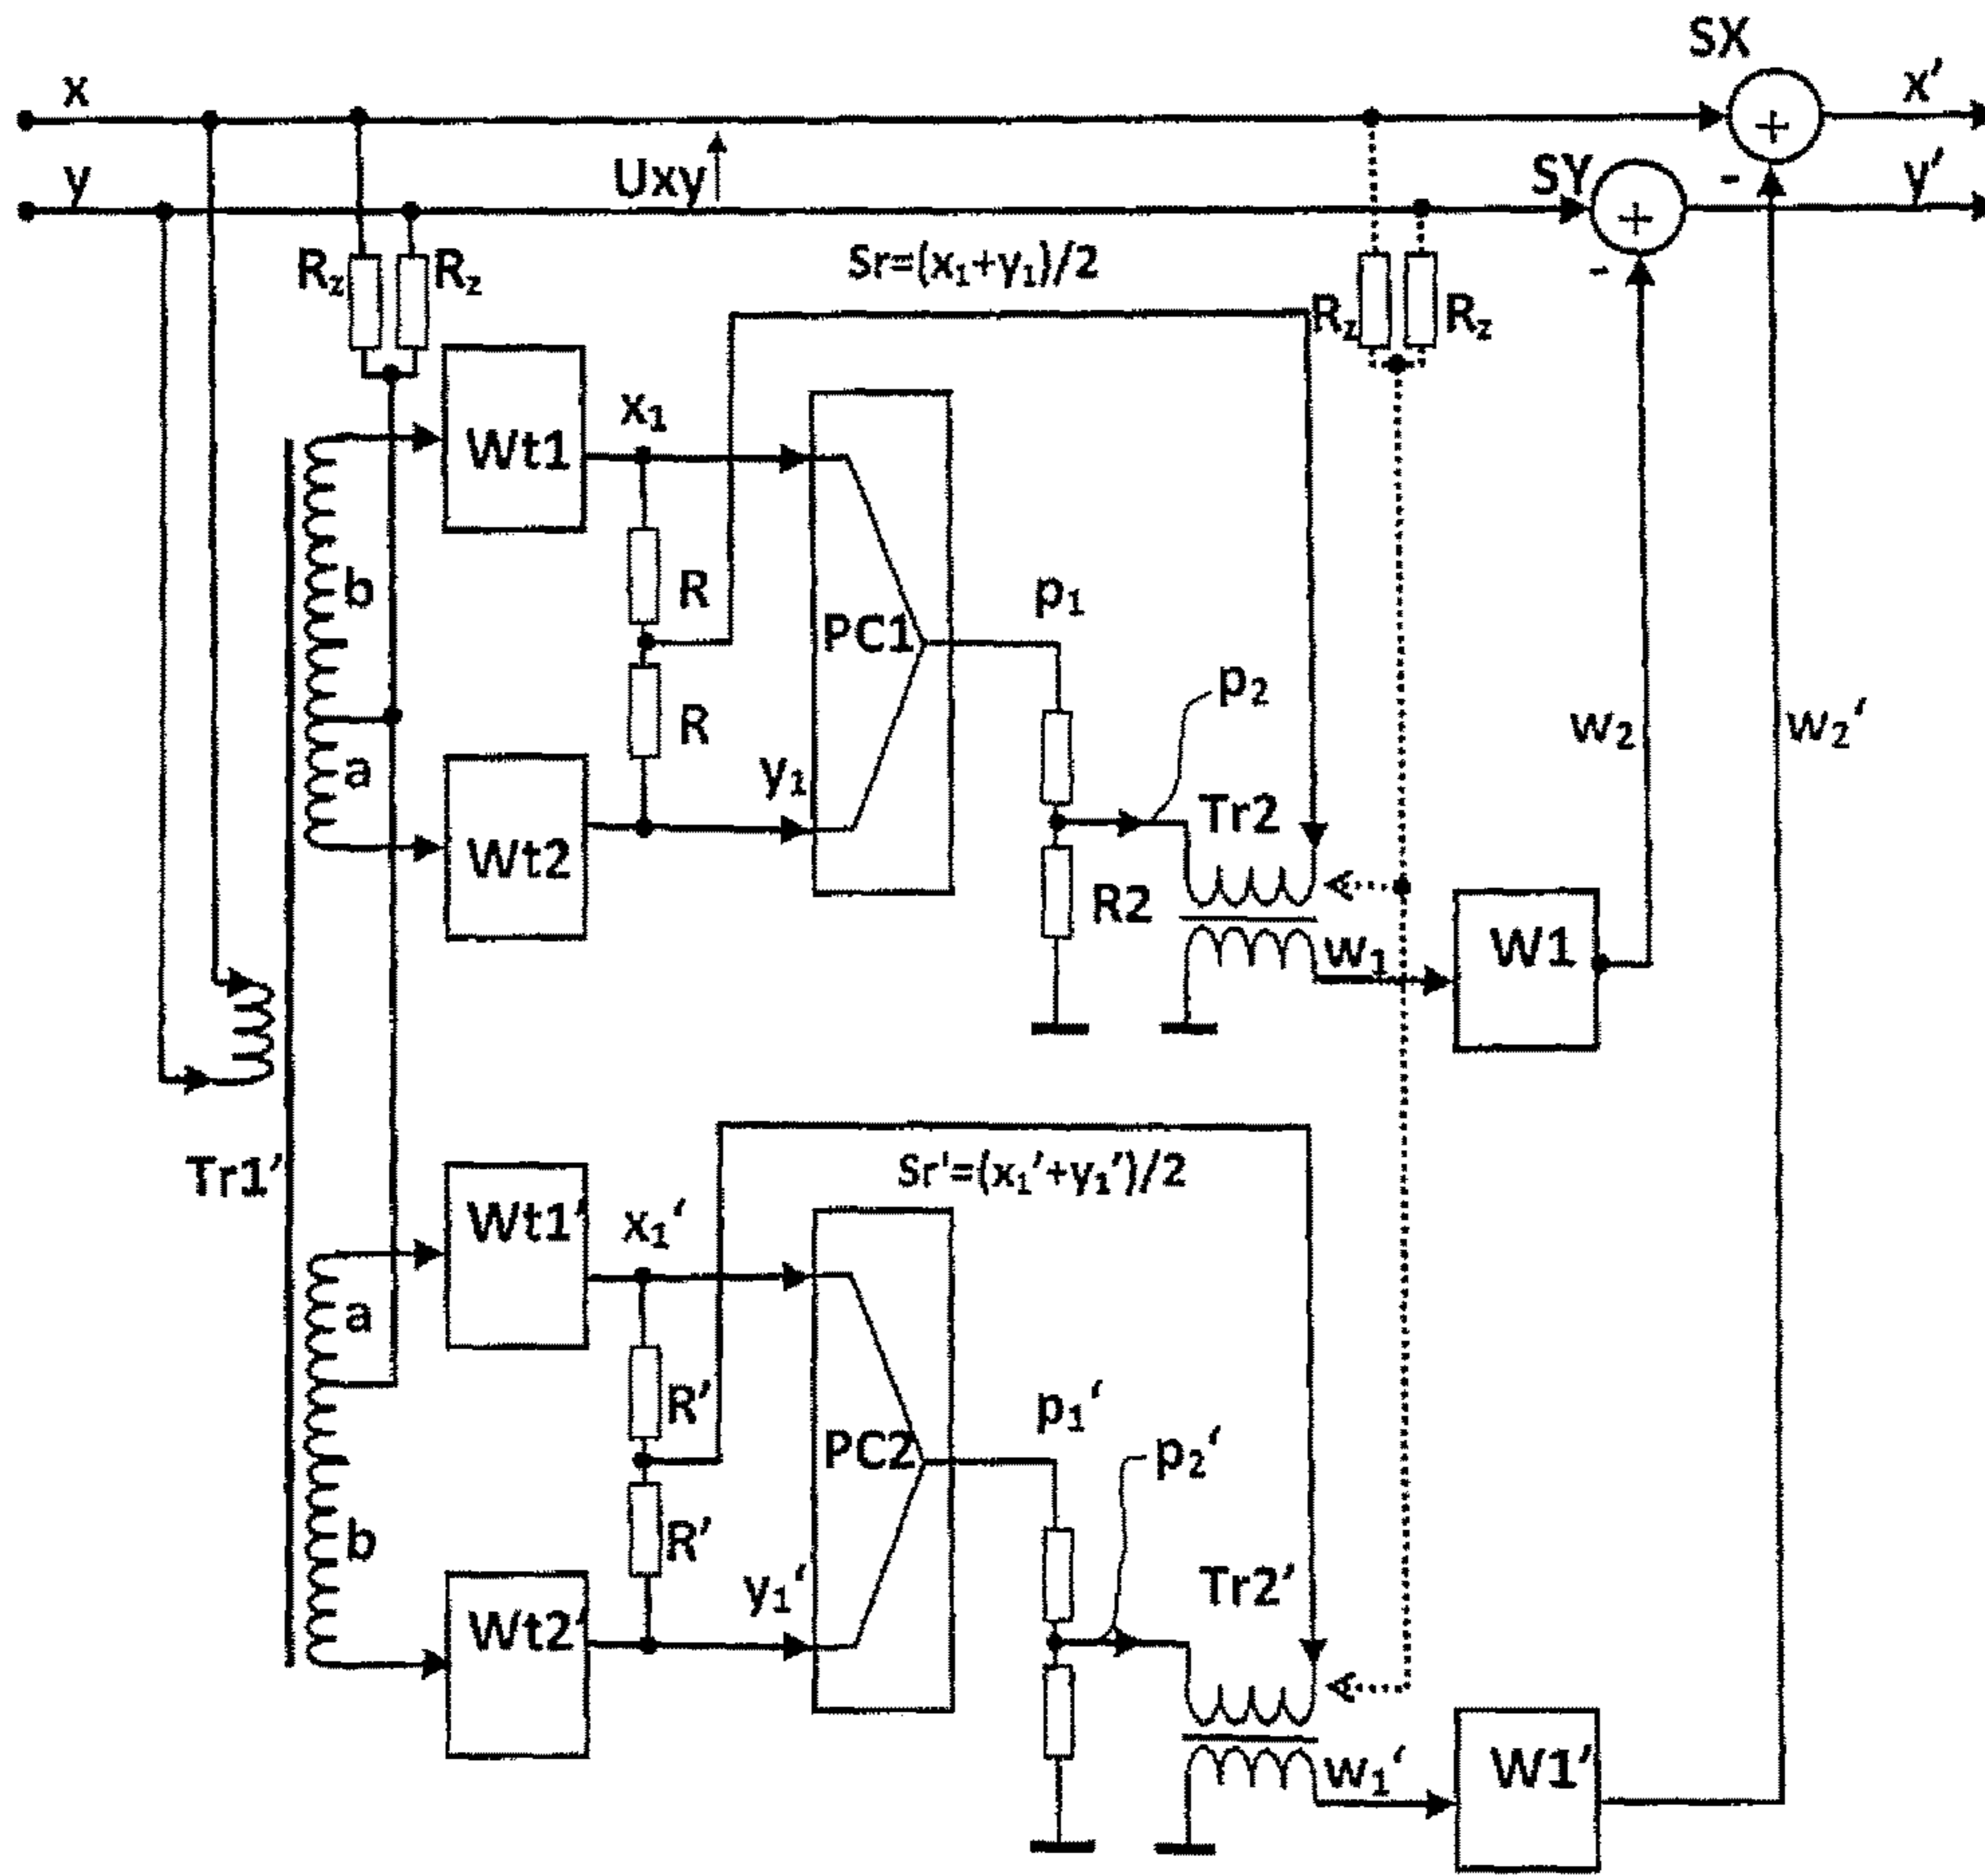 SX
x
x'
y
Uxy
SY
-
y'
+
+
-
Rz
Rz
Sr=(x₁+y₁)/2
Rz
Rz
Wt1
x₁
b
R
PC1
p₁
R
p₂
w₂
w₂'
a
y₁
Tr2
Wt2
R2
w₁
W1
Tr1'
Sr'=(x₁'+y₁')/2
Wt1'
x₁'
a
R'
PC2
p₁'
p₂'
b
R'
y₁'
Tr2'
Wt2'
w₁'
W1'